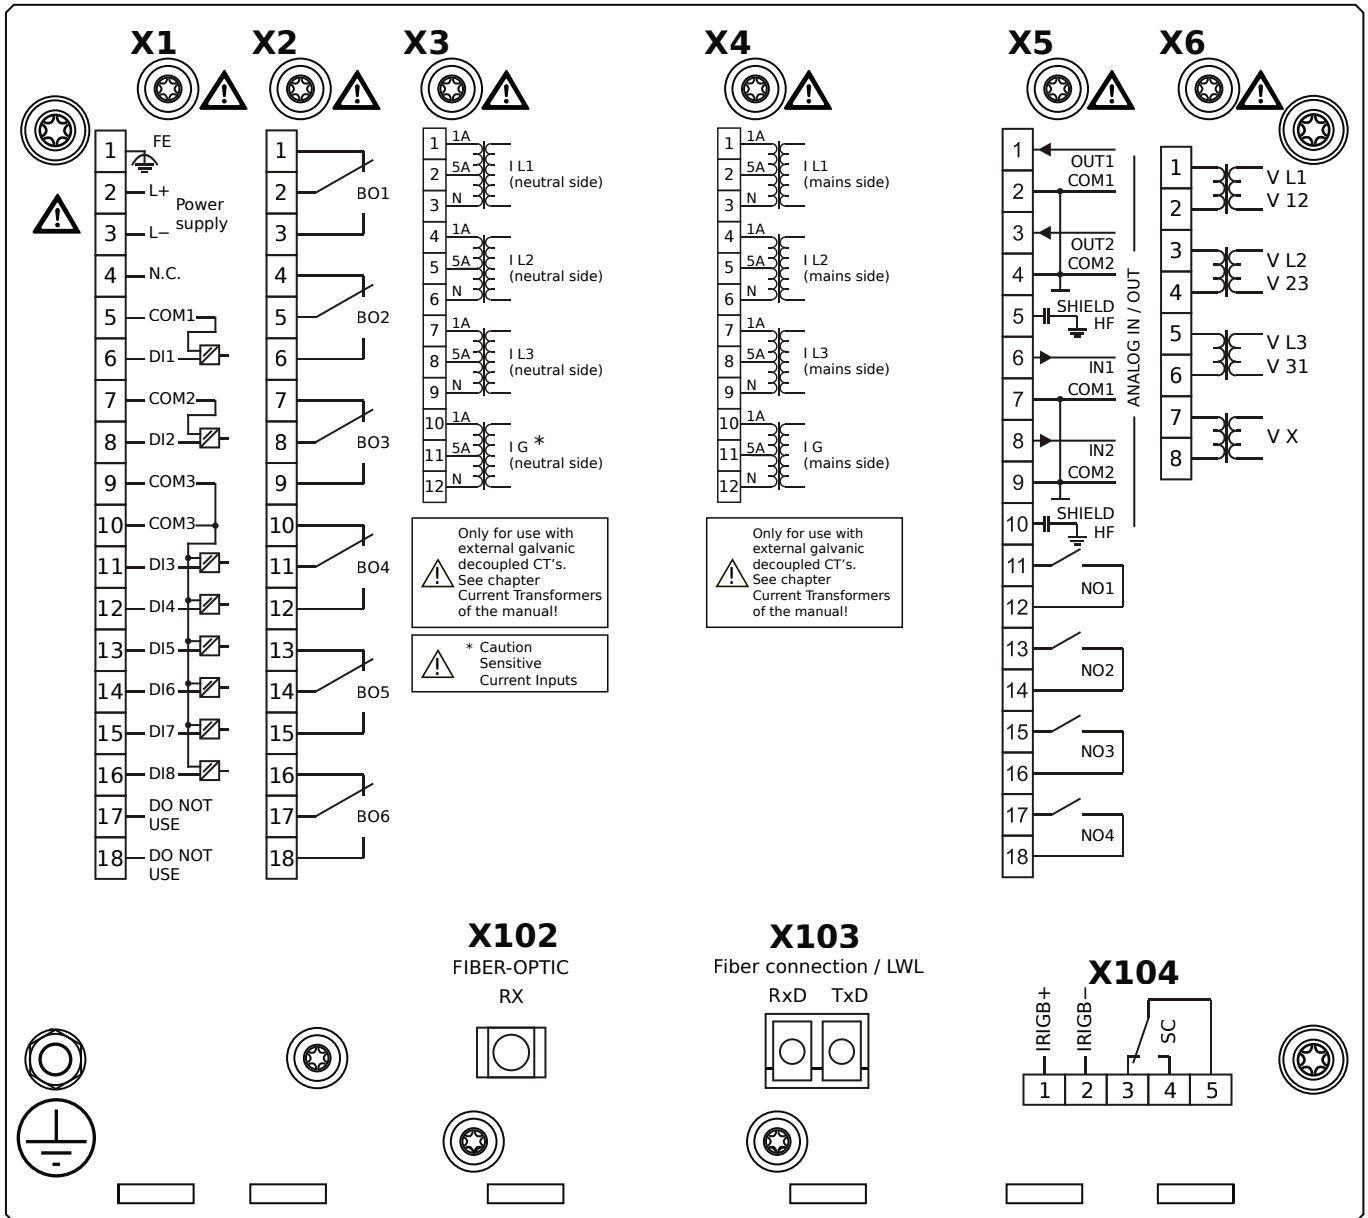 X1
X2
X3
X4
X5
X6
1
FE
2
L+
Power
supply
3
L−
4
N.C.
5
COM1
6
DI1
7
COM2
8
DI2
9
COM3
10
COM3
11
DI3
12
DI4
13
DI5
14
DI6
15
DI7
16
DI8
17
DO NOT
USE
18
DO NOT
USE
1
2
BO1
3
4
5
BO2
6
7
8
BO3
9
10
11
BO4
12
13
14
BO5
15
16
17
BO6
18
1
1A
2
5A
I L1
(neutral side)
3
N
4
1A
5
5A
I L2
(neutral side)
6
N
7
1A
8
5A
I L3
(neutral side)
9
N
10
1A
11
5A
I G *
(neutral side)
12
N
Only for use with
external galvanic
decoupled CT's.
See chapter
Current Transformers
of the manual!
* Caution
Sensitive
Current Inputs
1
1A
2
5A
I L1
(mains side)
3
N
4
1A
5
5A
I L2
(mains side)
6
N
7
1A
8
5A
I L3
(mains side)
9
N
10
1A
11
5A
I G
(mains side)
12
N
Only for use with
external galvanic
decoupled CT's.
See chapter
Current Transformers
of the manual!
1
OUT1
2
COM1
3
OUT2
4
COM2
5
SHIELD
HF
6
IN1
7
COM1
8
IN2
9
COM2
10
SHIELD
HF
ANALOG IN / OUT
11
NO1
12
13
NO2
14
15
NO3
16
17
NO4
18
1
V L1
2
V 12
3
V L2
4
V 23
5
V L3
6
V 31
7
V X
8
X102
FIBER-OPTIC
RX
X103
Fiber connection / LWL
RxD TxD
X104
IRIGB+
IRIGB−
SC
1 2 3 4 5